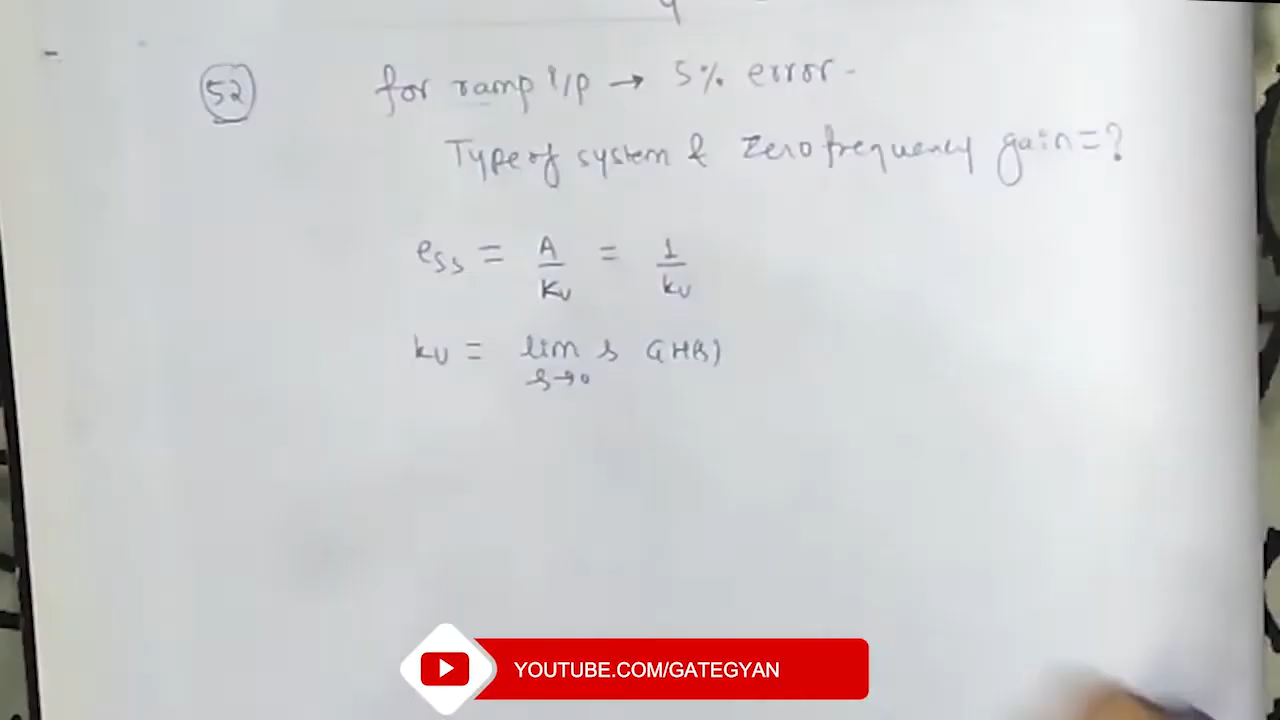 52 for ramp i/p → 5% error.
Type of system & zero frequency gain = ?
ess = A/Kv = 1/kv
kv = lim s→0 s GH(s)
YOUTUBE.COM/GATEGYAN